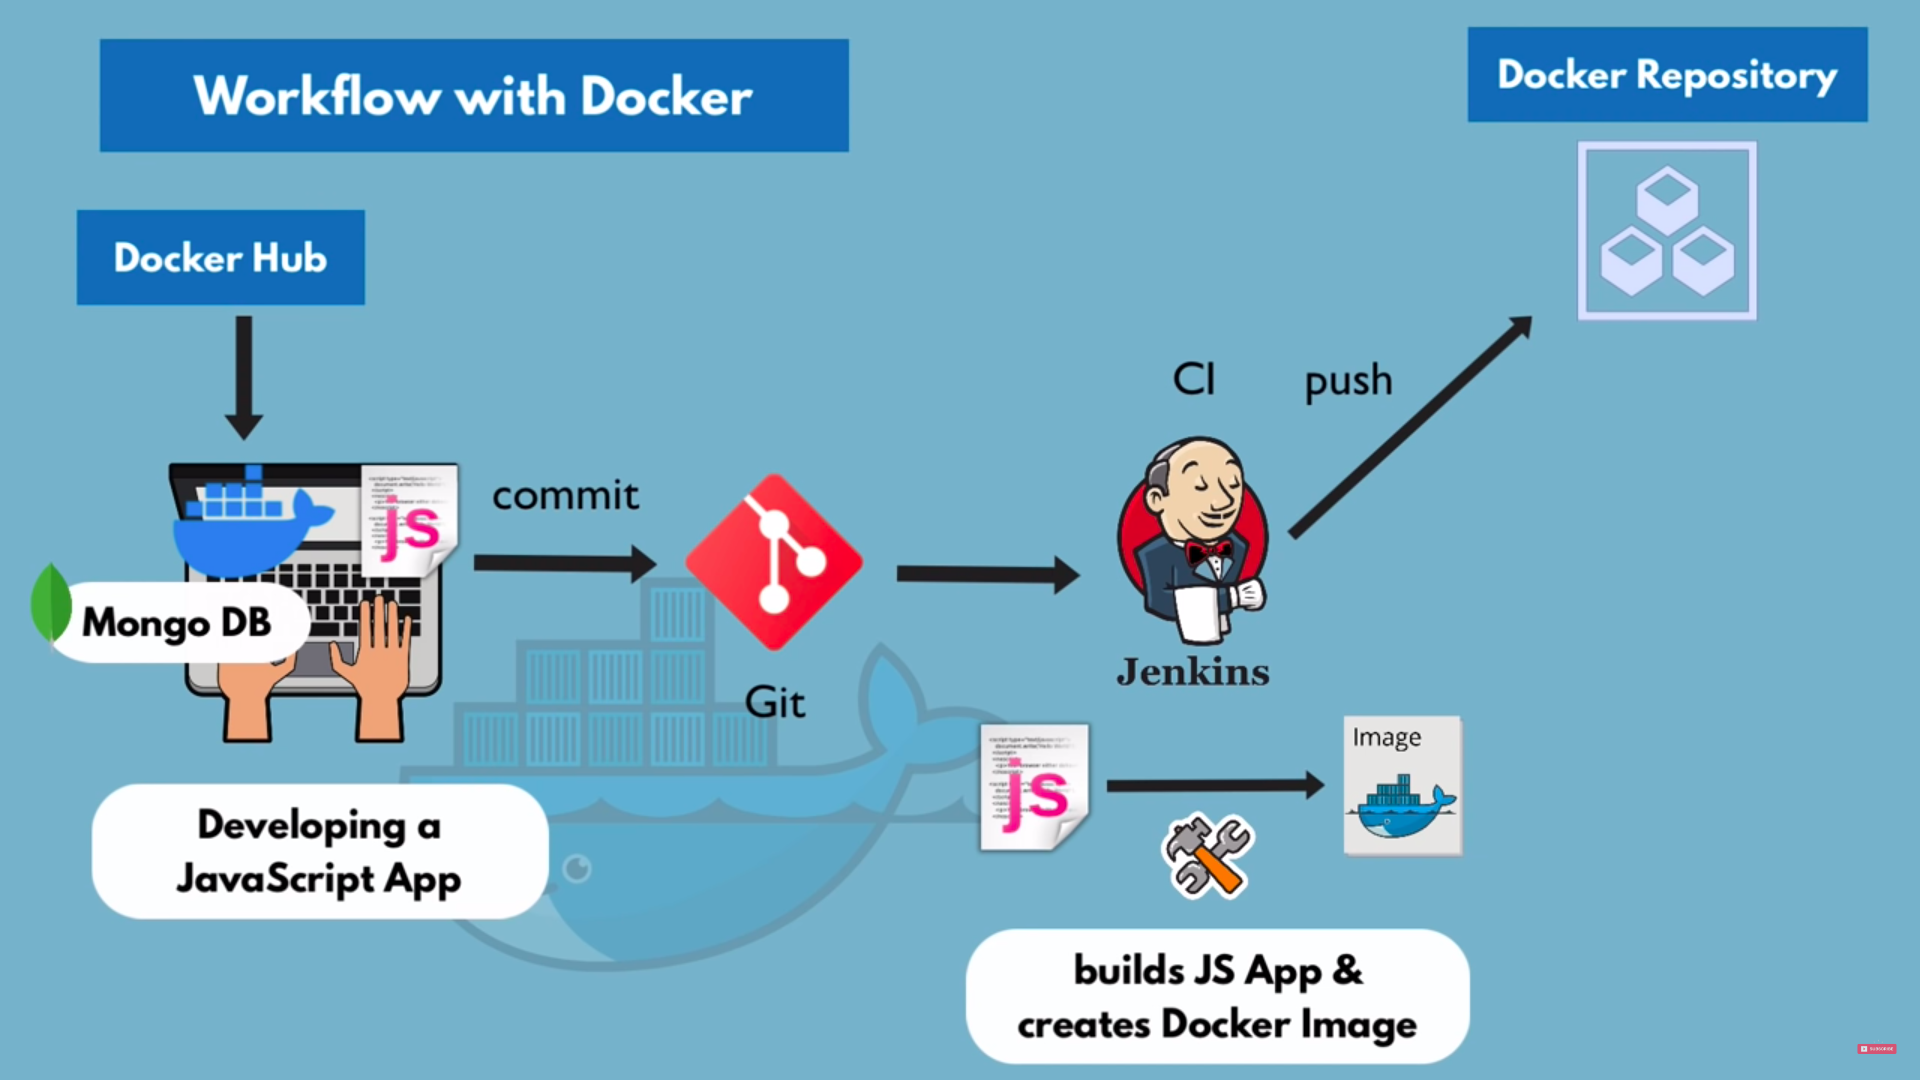 Workflow with Docker
Docker Repository
Docker Hub
CI
push
commit
js
Mongo DB
Git
Jenkins
js
Image
Developing a
JavaScript App
builds JS App &
creates Docker Image
SUBSCRIBE